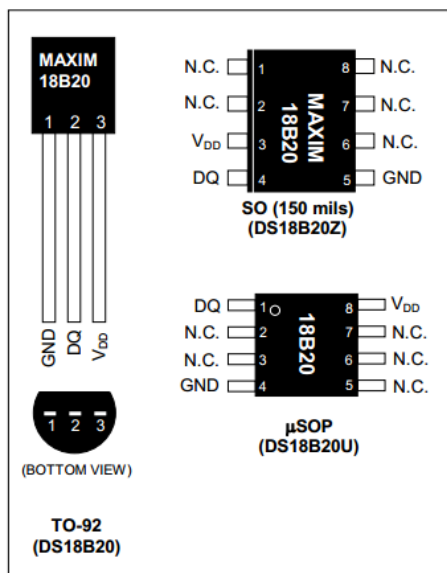 MAXIM
18B20
1 2 3
GND DQ VDD
1 2 3
(BOTTOM VIEW)
TO-92
(DS18B20)
N.C. 1 8 N.C.
N.C. 2 7 N.C.
VDD 3 6 N.C.
DQ 4 5 GND
MAXIM
18B20
SO (150 mils)
(DS18B20Z)
DQ 1 8 VDD
N.C. 2 7 N.C.
N.C. 3 6 N.C.
GND 4 5 N.C.
18B20
µSOP
(DS18B20U)